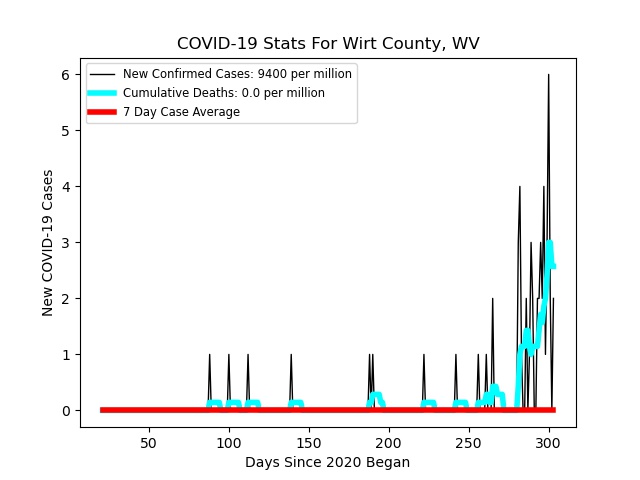 COVID-19 Stats For Wirt County, WV
New Confirmed Cases: 9400 per million
Cumulative Deaths: 0.0 per million
7 Day Case Average
New COVID-19 Cases
6
5
4
3
2
1
0
50 100 150 200 250 300
Days Since 2020 Began